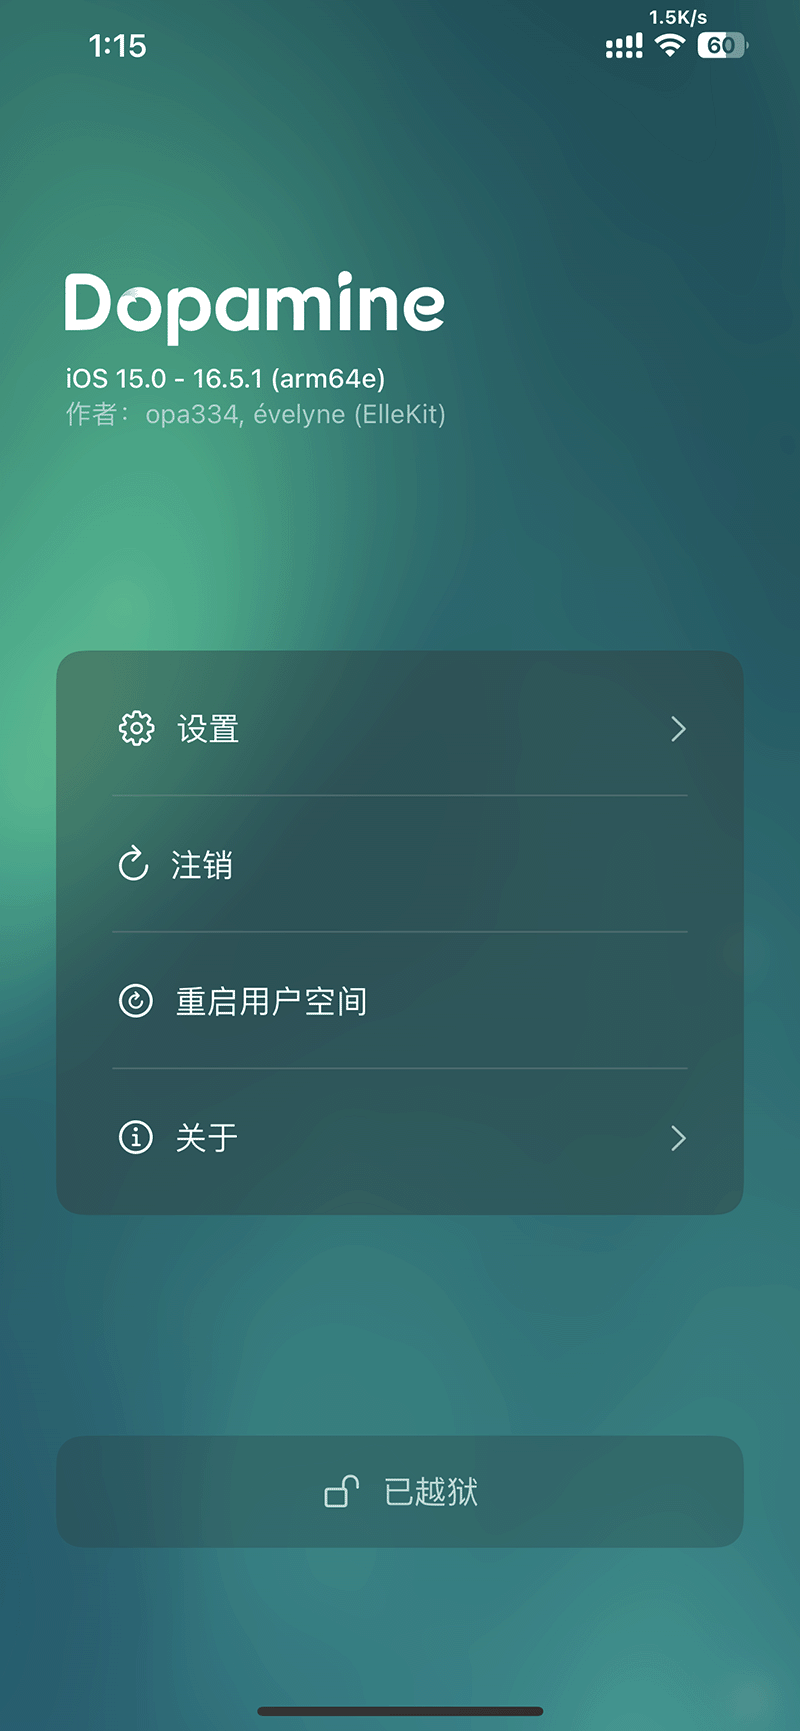 1.5K/s
1:15
60
Dopamine
iOS 15.0 - 16.5.1 (arm64e)
作者：opa334, évelyne (ElleKit)
设置
注销
重启用户空间
关于
已越狱